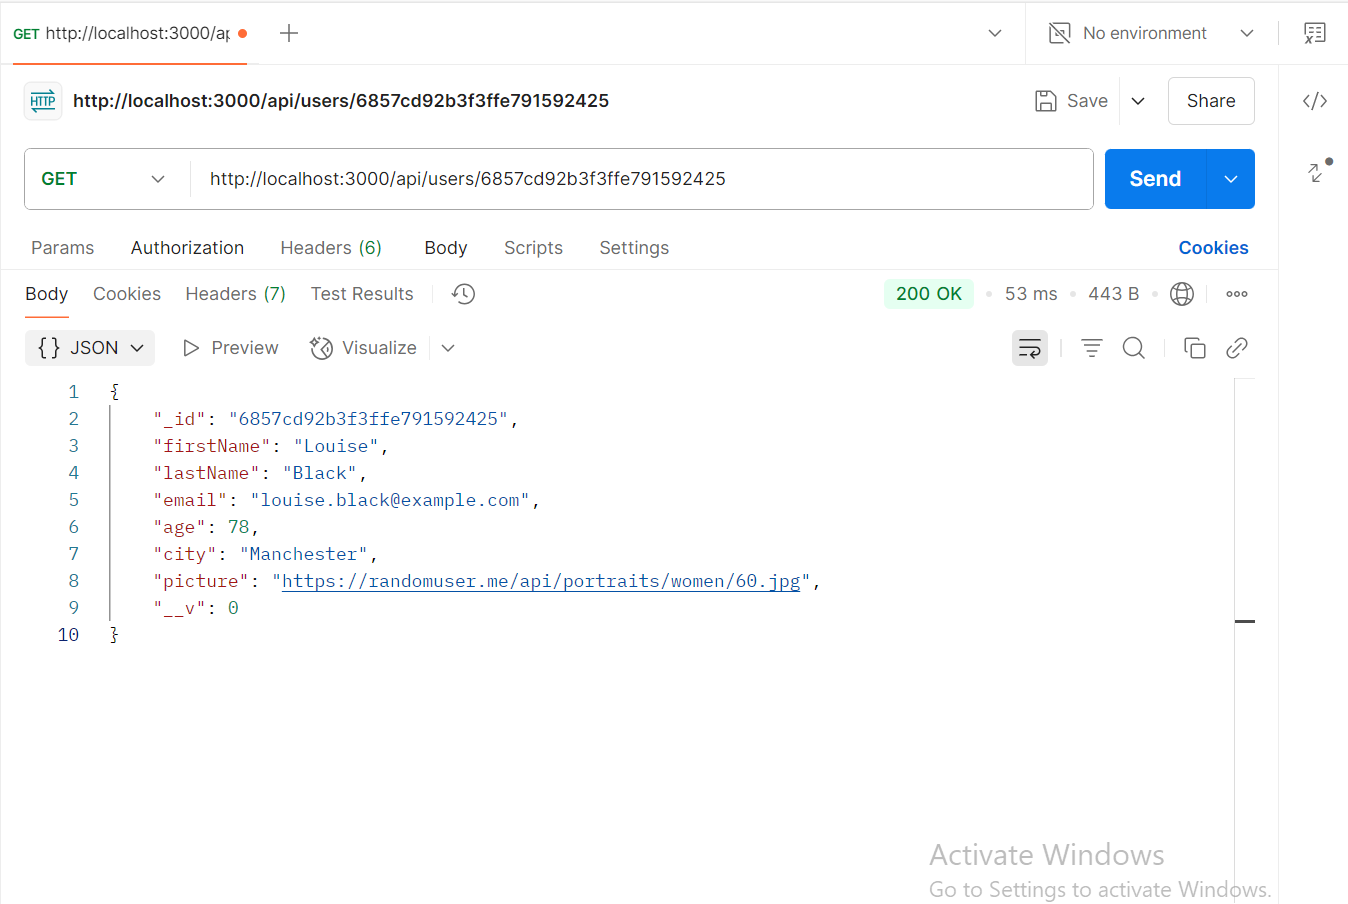 GET http://localhost:3000/ap
No environment
HTTP http://localhost:3000/api/users/6857cd92b3f3ffe791592425
Save
Share
GET http://localhost:3000/api/users/6857cd92b3f3ffe791592425
Send
Params Authorization Headers (6) Body Scripts Settings
Cookies
Body Cookies Headers (7) Test Results
200 OK 53 ms 443 B
{} JSON Preview Visualize
1 {
2 "_id": "6857cd92b3f3ffe791592425",
3 "firstName": "Louise",
4 "lastName": "Black",
5 "email": "louise.black@example.com",
6 "age": 78,
7 "city": "Manchester",
8 "picture": "https://randomuser.me/api/portraits/women/60.jpg",
9 "__v": 0
10 }
Activate Windows
Go to Settings to activate Windows.